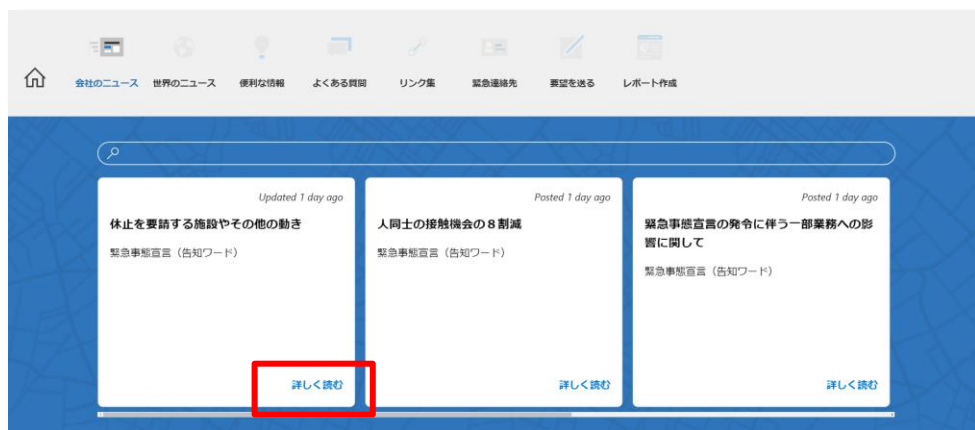 会社のニュース 世界のニュース 便利な情報 よくある質問 リンク集 緊急連絡先 要望を送る レポート作成
Updated 1 day ago
休止を要請する施設やその他の動き
緊急事態宣言（告知ワード）
詳しく読む
Posted 1 day ago
人同士の接触機会の８割減
緊急事態宣言（告知ワード）
詳しく読む
Posted 1 day ago
緊急事態宣言の発令に伴う一部業務への影
響に関して
緊急事態宣言（告知ワード）
詳しく読む